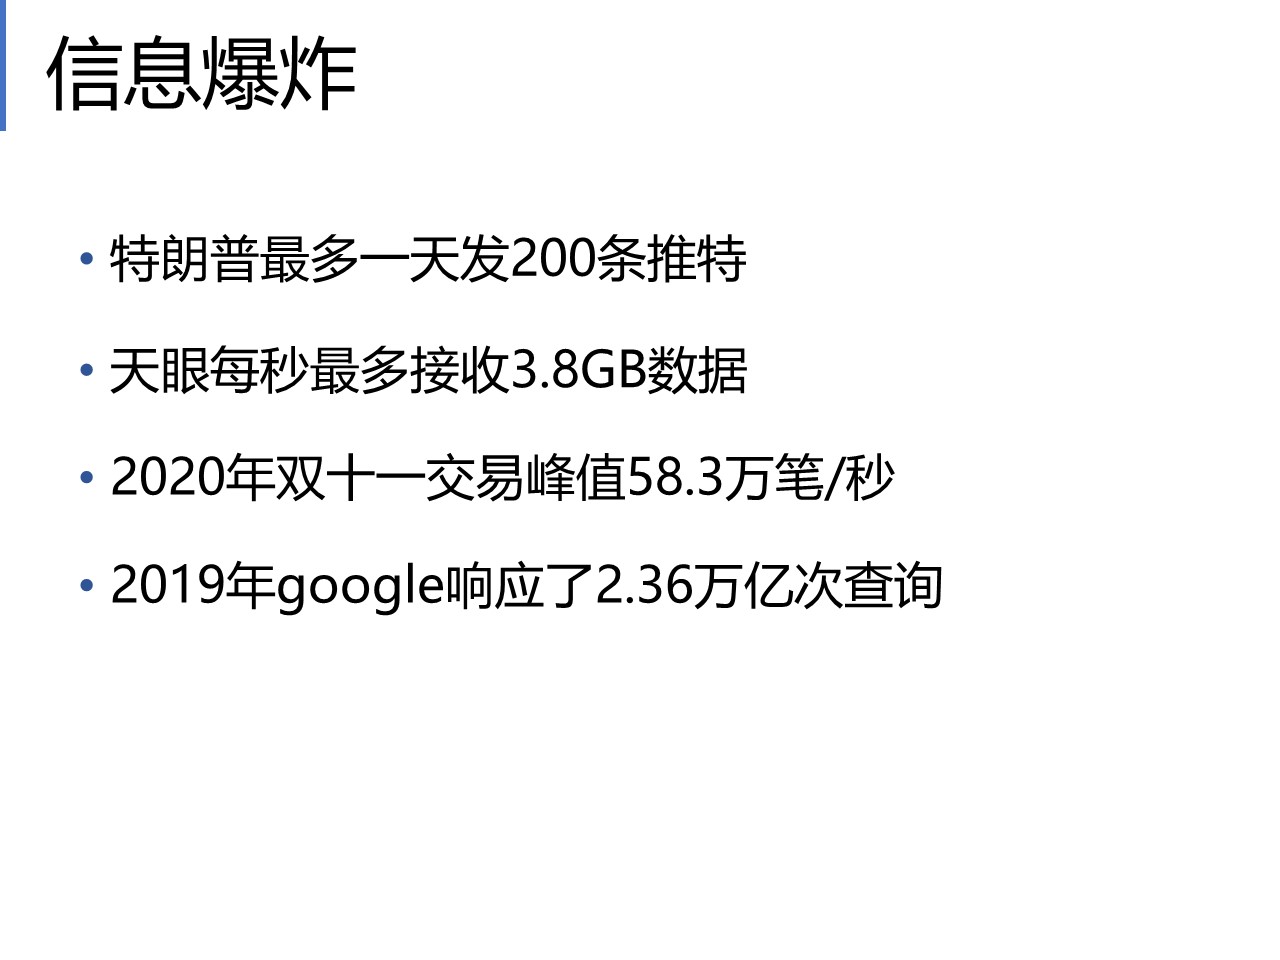 信息爆炸
• 特朗普最多一天发200条推特
• 天眼每秒最多接收3.8GB数据
• 2020年双十一交易峰值58.3万笔/秒
• 2019年google响应了2.36万亿次查询